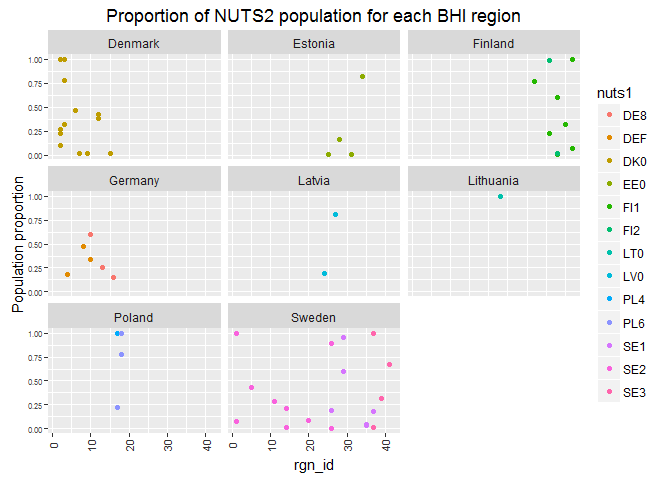 Proportion of NUTS2 population for each BHI region
Denmark
Estonia
Finland
1.00
0.75
0.50
0.25
0.00
Germany
Latvia
Lithuania
1.00
0.75
0.50
0.25
0.00
Poland
Sweden
1.00
0.75
0.50
0.25
0.00
0 10 20 30 40
0 10 20 30 40
Population proportion
rgn_id
nuts1
DE8
DEF
DK0
EE0
FI1
FI2
LT0
LV0
PL4
PL6
SE1
SE2
SE3